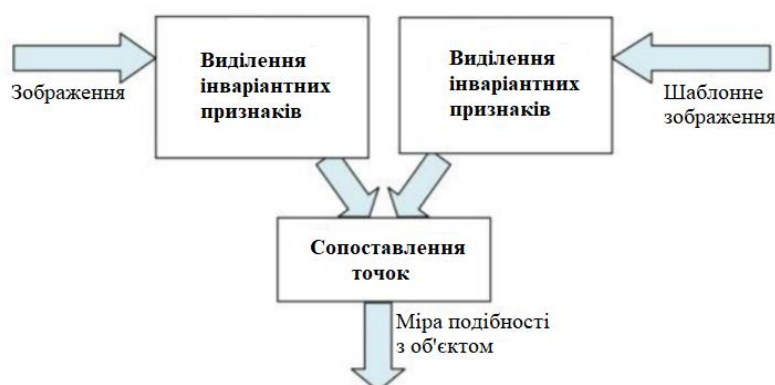 Зображення
Виділення
інваріантних
признаків
Виділення
інваріантних
признаків
Шаблонне
зображення
Сопоставлення
точок
Міра подібності
з об'єктом